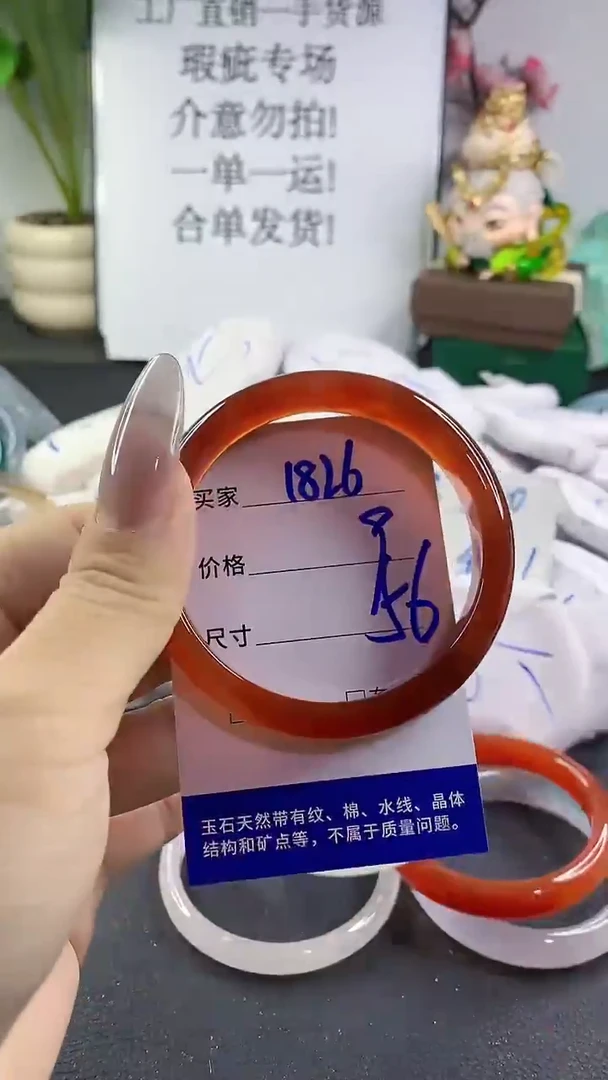 工厂直销一手货源
瑕疵专场
介意勿拍!
一单一运!
合单发货!
买家 1826
价格
尺寸 56
玉石天然带有纹、棉、水线、晶体
结构和矿点等，不属于质量问题。